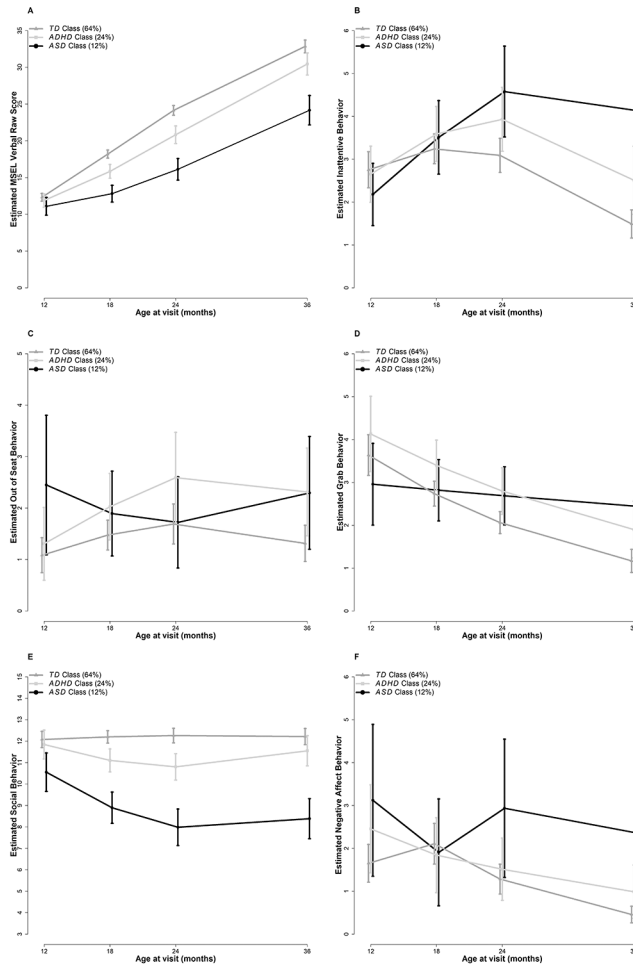 A
TD Class (64%)
ADHD Class (24%)
ASD Class (12%)
Estimated MSEL Verbal Raw Score
0
5
10
15
20
25
30
35
12
18
24
36
Age at visit (months)
B
TD Class (64%)
ADHD Class (24%)
ASD Class (12%)
Estimated Inattentive Behavior
0
1
2
3
4
5
6
12
18
24
3
Age at visit (months)
C
TD Class (64%)
ADHD Class (24%)
ASD Class (12%)
Estimated Out of Seat Behavior
0
1
2
3
4
5
12
18
24
36
Age at visit (months)
D
TD Class (64%)
ADHD Class (24%)
ASD Class (12%)
Estimated Grab Behavior
0
1
2
3
4
5
6
12
18
24
3
Age at visit (months)
E
TD Class (64%)
ADHD Class (24%)
ASD Class (12%)
Estimated Social Behavior
3
4
5
6
7
8
9
10
11
12
13
14
15
12
18
24
36
Age at visit (months)
F
TD Class (64%)
ADHD Class (24%)
ASD Class (12%)
Estimated Negative Affect Behavior
0
1
2
3
4
5
6
12
18
24
3
Age at visit (months)